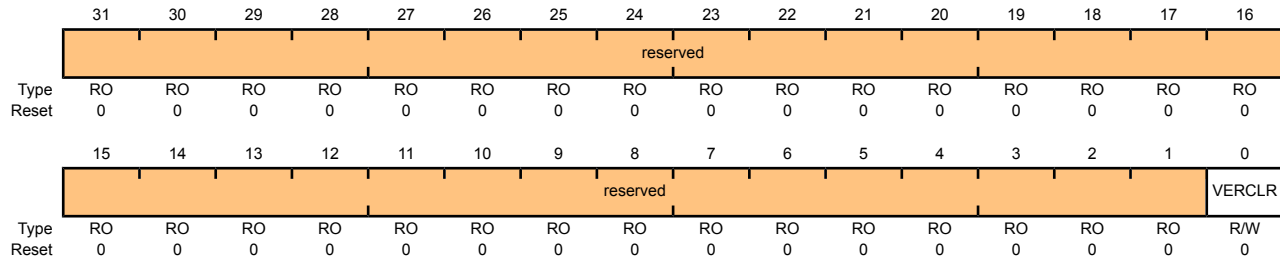 31 30 29 28 27 26 25 24 23 22 21 20 19 18 17 16
reserved
Type RO RO RO RO RO RO RO RO RO RO RO RO RO RO RO RO
Reset 0 0 0 0 0 0 0 0 0 0 0 0 0 0 0 0
15 14 13 12 11 10 9 8 7 6 5 4 3 2 1 0
reserved VERCLR
Type RO RO RO RO RO RO RO RO RO RO RO RO RO RO RO R/W
Reset 0 0 0 0 0 0 0 0 0 0 0 0 0 0 0 0